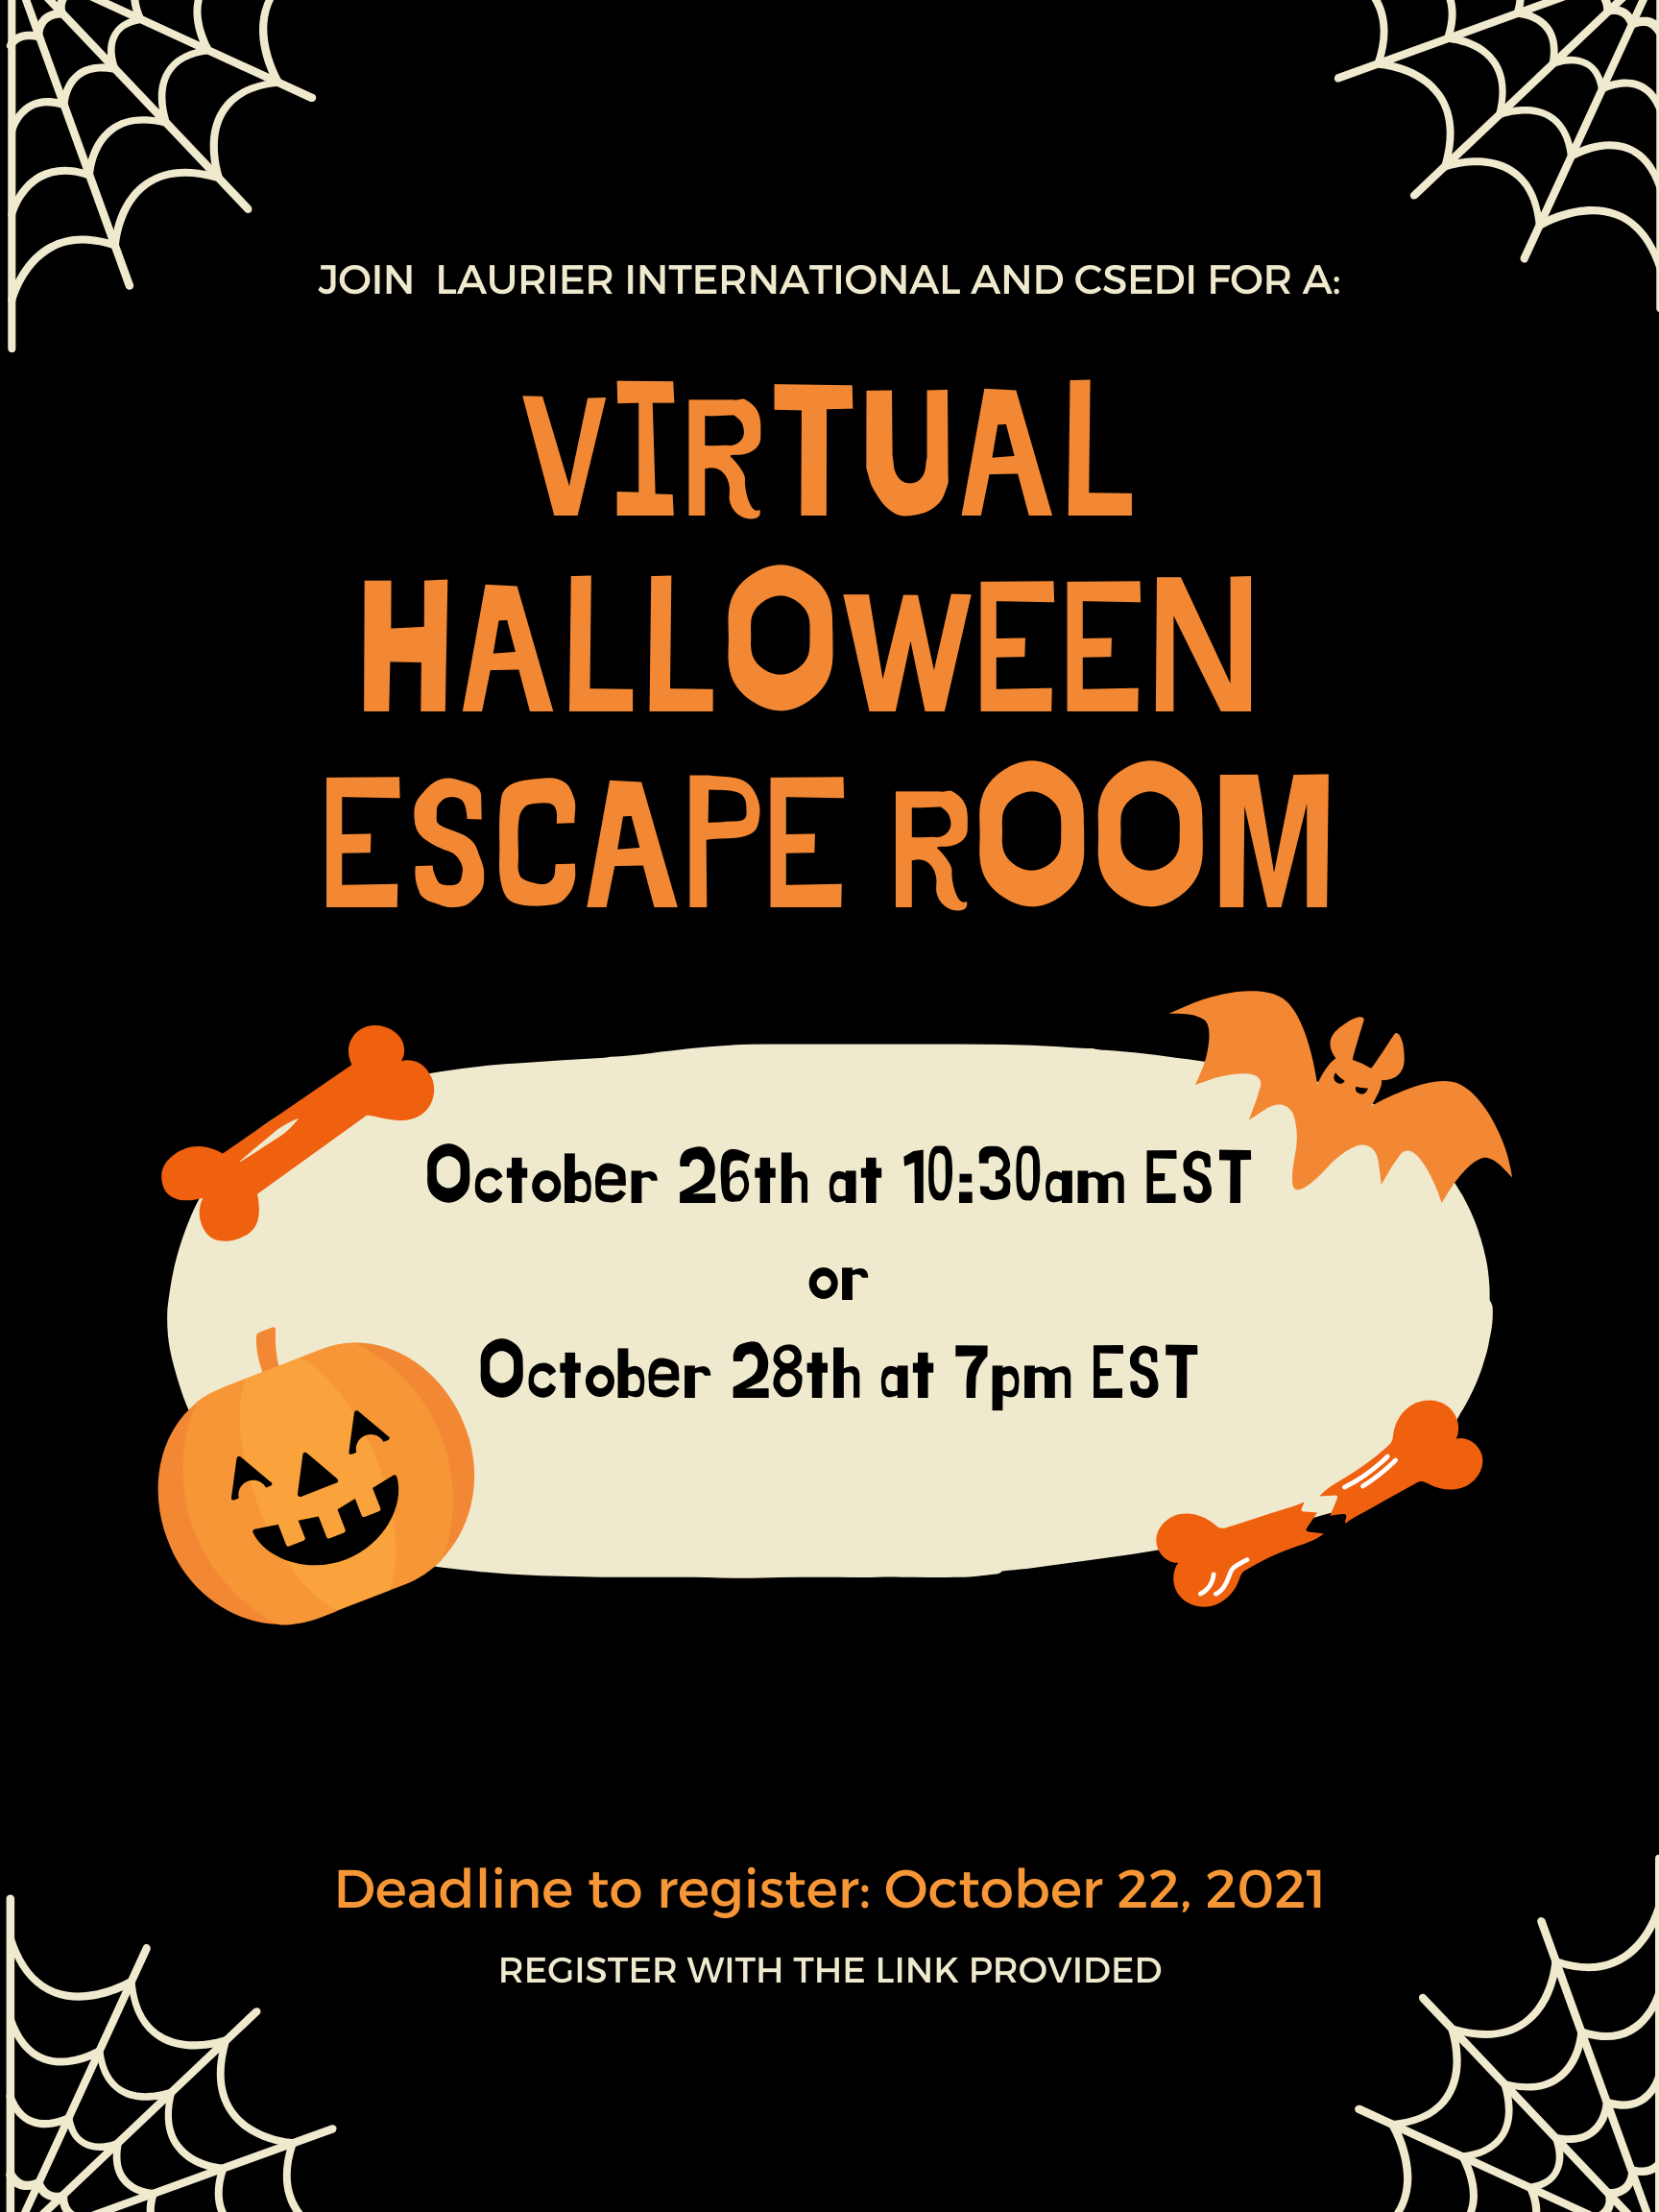 JOIN LAURIER INTERNATIONAL AND CSEDI FOR A:
VIRTUAL
HALLOWEEN
ESCAPE ROOM
October 26th at 10:30am EST
or
October 28th at 7pm EST
Deadline to register: October 22, 2021
REGISTER WITH THE LINK PROVIDED